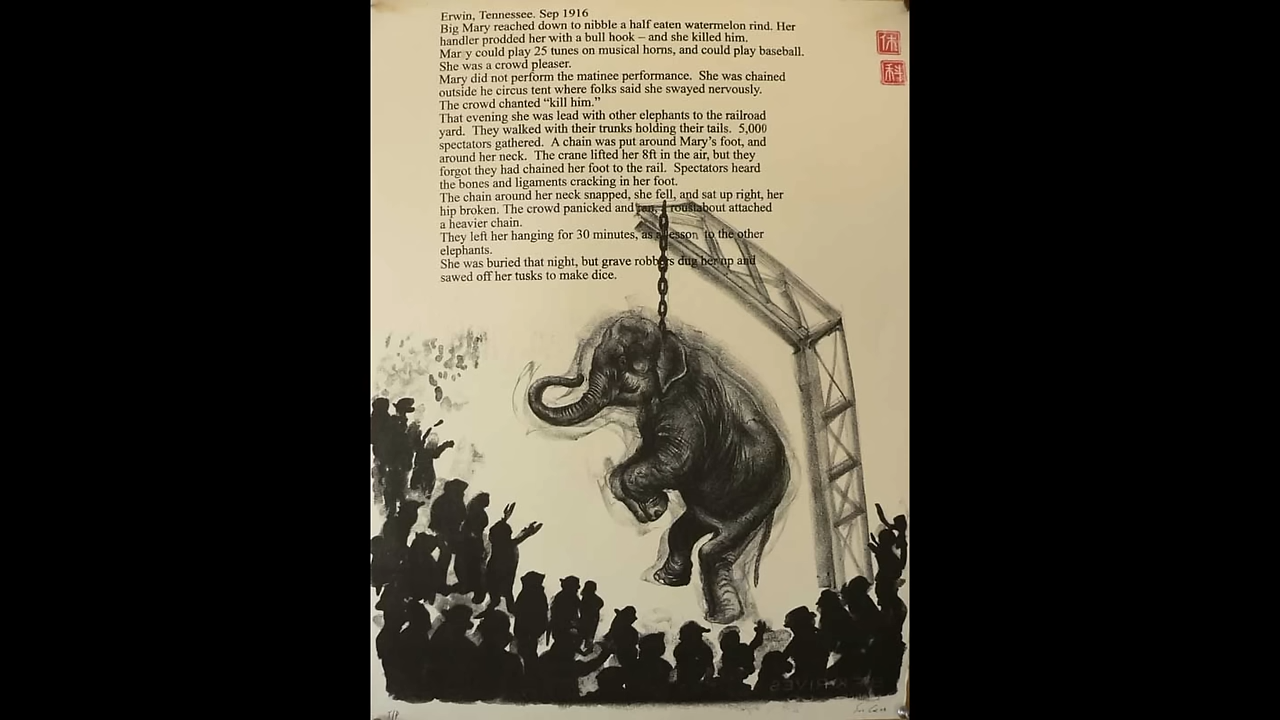 Erwin, Tennessee. Sep 1916
Big Mary reached down to nibble a half eaten watermelon rind. Her
handler prodded her with a bull hook – and she killed him.
Mar y could play 25 tunes on musical horns, and could play baseball.
She was a crowd pleaser.
Mary did not perform the matinee performance. She was chained
outside he circus tent where folks said she swayed nervously.
The crowd chanted “kill him.”
That evening she was lead with other elephants to the railroad
yard. They walked with their trunks holding their tails. 5,000
spectators gathered. A chain was put around Mary’s foot, and
around her neck. The crane lifted her 8ft in the air, but they
forgot they had chained her foot to the rail. Spectators heard
the bones and ligaments cracking in her foot.
The chain around her neck snapped, she fell, and sat up right, her
hip broken. The crowd panicked and ran, a roustabout attached
a heavier chain.
They left her hanging for 30 minutes, as a lesson to the other
elephants.
She was buried that night, but grave robbers dug her up and
sawed off her tusks to make dice.
休
科